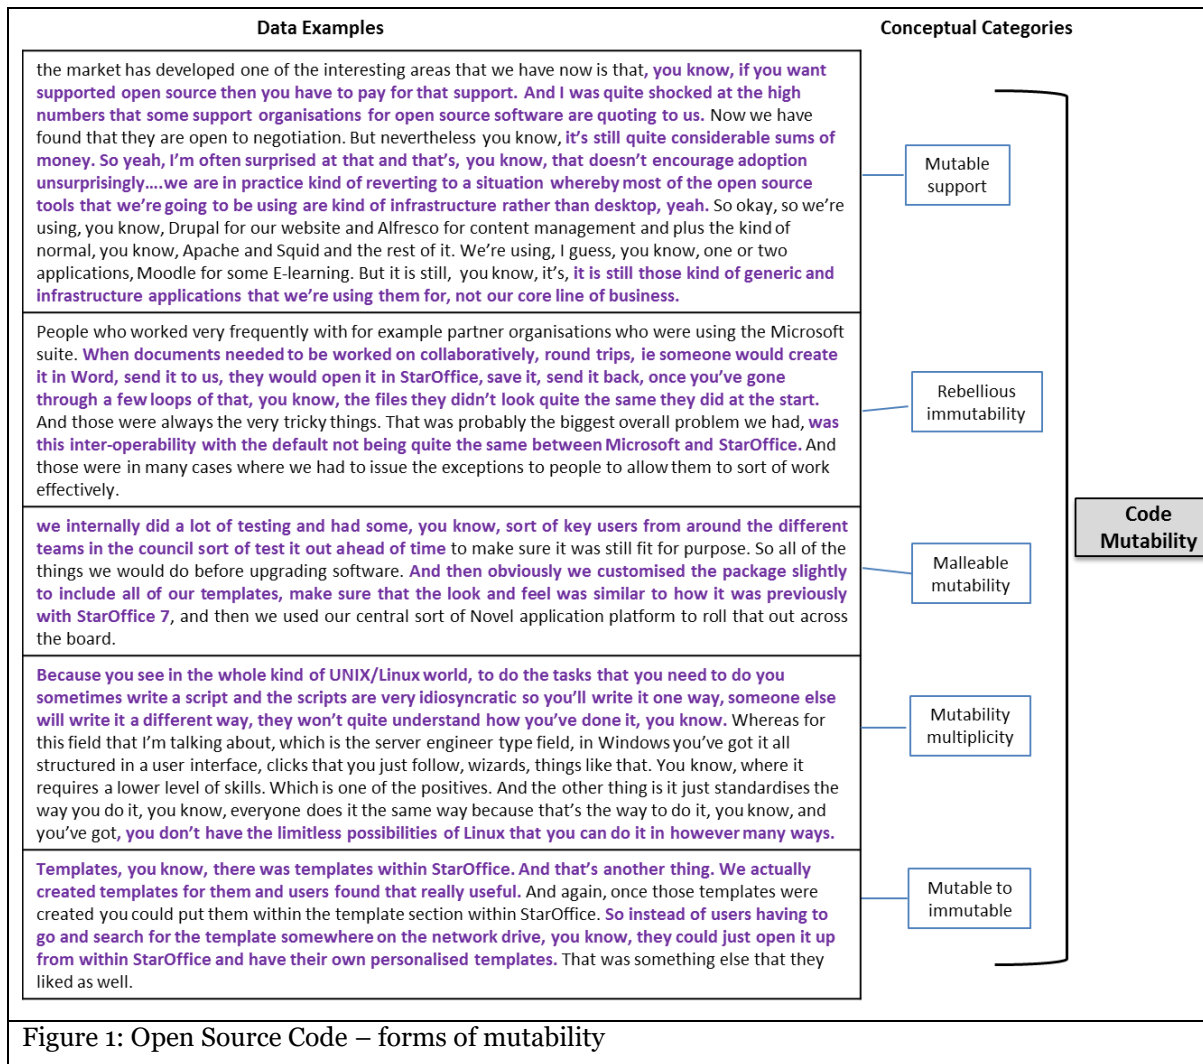 Data Examples
Conceptual Categories
the market has developed one of the interesting areas that we have now is that, you know, if you want
supported open source then you have to pay for that support. And I was quite shocked at the high
numbers that some support organisations for open source software are quoting to us. Now we have
found that they are open to negotiation. But nevertheless you know, it's still quite considerable sums of
money. So yeah, I'm often surprised at that and that's, you know, that doesn't encourage adoption
unsurprisingly....we are in practice kind of reverting to a situation whereby most of the open source
tools that we're going to be using are kind of infrastructure rather than desktop, yeah. So okay, so we're
using, you know, Drupal for our website and Alfresco for content management and plus the kind of
normal, you know, Apache and Squid and the rest of it. We're using, I guess, you know, one or two
applications, Moodle for some E-learning. But it is still, you know, it's, it is still those kind of generic and
infrastructure applications that we're using them for, not our core line of business.
Mutable
support
People who worked very frequently with for example partner organisations who were using the Microsoft
suite. When documents needed to be worked on collaboratively, round trips, ie someone would create
it in Word, send it to us, they would open it in StarOffice, save it, send it back, once you've gone
through a few loops of that, you know, the files they didn't look quite the same they did at the start.
And those were always the very tricky things. That was probably the biggest overall problem we had, was
this inter-operability with the default not being quite the same between Microsoft and StarOffice. And
those were in many cases where we had to issue the exceptions to people to allow them to sort of work
effectively.
Rebellious
immutability
we internally did a lot of testing and had some, you know, sort of key users from around the different
teams in the council sort of test it out ahead of time to make sure it was still fit for purpose. So all of the
things we would do before upgrading software. And then obviously we customised the package slightly
to include all of our templates, make sure that the look and feel was similar to how it was previously
with StarOffice 7, and then we used our central sort of Novel application platform to roll that out across
the board.
Malleable
mutability
Code
Mutability
Because you see in the whole kind of UNIX/Linux world, to do the tasks that you need to do you
sometimes write a script and the scripts are very idiosyncratic so you'll write it one way, someone else
will write it a different way, they won't quite understand how you've done it, you know. Whereas for
this field that I'm talking about, which is the server engineer type field, in Windows you've got it all
structured in a user interface, clicks that you just follow, wizards, things like that. You know, where it
requires a lower level of skills. Which is one of the positives. And the other thing is it just standardises the
way you do it, you know, everyone does it the same way because that's the way to do it, you know, and
you've got, you don't have the limitless possibilities of Linux that you can do it in however many ways.
Mutability
multiplicity
Templates, you know, there was templates within StarOffice. And that's another thing. We actually
created templates for them and users found that really useful. And again, once those templates were
created you could put them within the template section within StarOffice. So instead of users having to
go and search for the template somewhere on the network drive, you know, they could just open it up
from within StarOffice and have their own personalised templates. That was something else that they
liked as well.
Mutable to
immutable
Figure 1: Open Source Code – forms of mutability